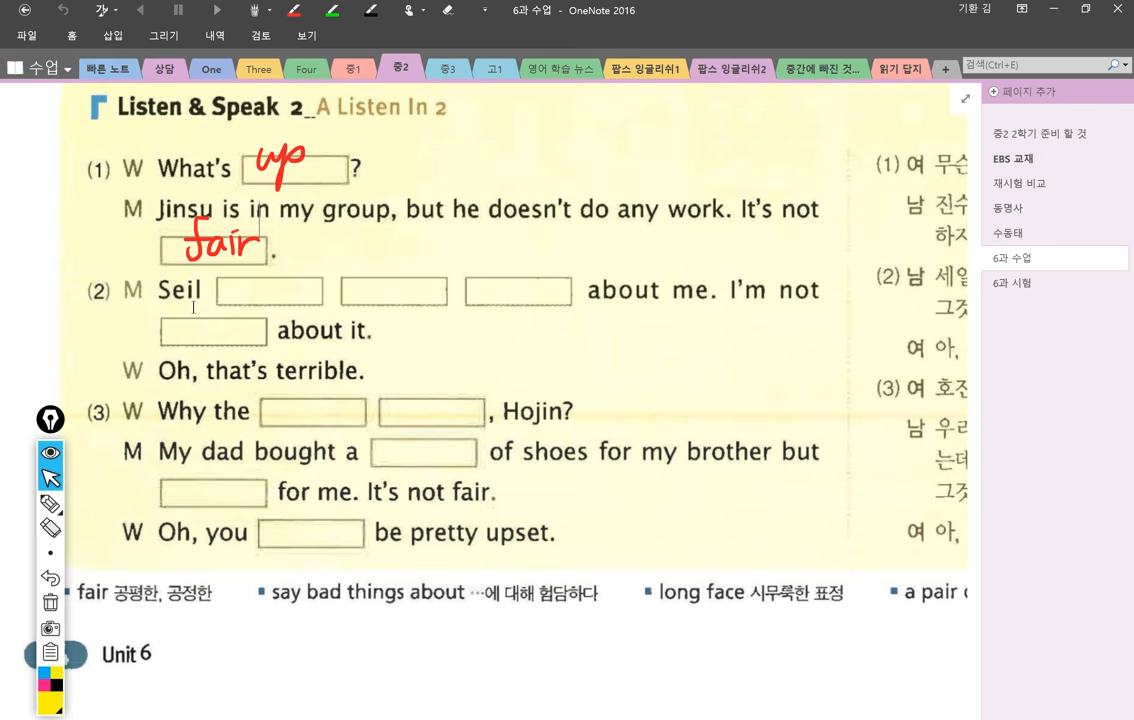 6과 수업 - OneNote 2016
기환 김
파일 홈 삽입 그리기 내역 검토 보기
수업 빠른 노트 상담 One Three Four 중1 중2 중3 고1 영어 학습 뉴스 팝스 잉글리쉬1 팝스 잉글리쉬2 중간에 빠진 것... 읽기 답지 + 검색(Ctrl+E)
페이지 추가
중2 2학기 준비 할 것
EBS 교재
재시험 비교
동명사
수동태
6과 수업
6과 시험
Listen & Speak 2_A Listen In 2
(1) W What's up ?
M Jinsu is in my group, but he doesn't do any work. It's not
fair .
(2) M Seil about me. I'm not
about it.
W Oh, that's terrible.
(3) W Why the , Hojin?
M My dad bought a of shoes for my brother but
for me. It's not fair.
W Oh, you be pretty upset.
(1) 여 무슨
남 진수
하지
(2) 남 세일
그것
여 아,
(3) 여 호진
남 우리
는데
그것
여 아,
▪ fair 공평한, 공정한 ▪ say bad things about …에 대해 험담하다 ▪ long face 시무룩한 표정 ▪ a pair
Unit 6